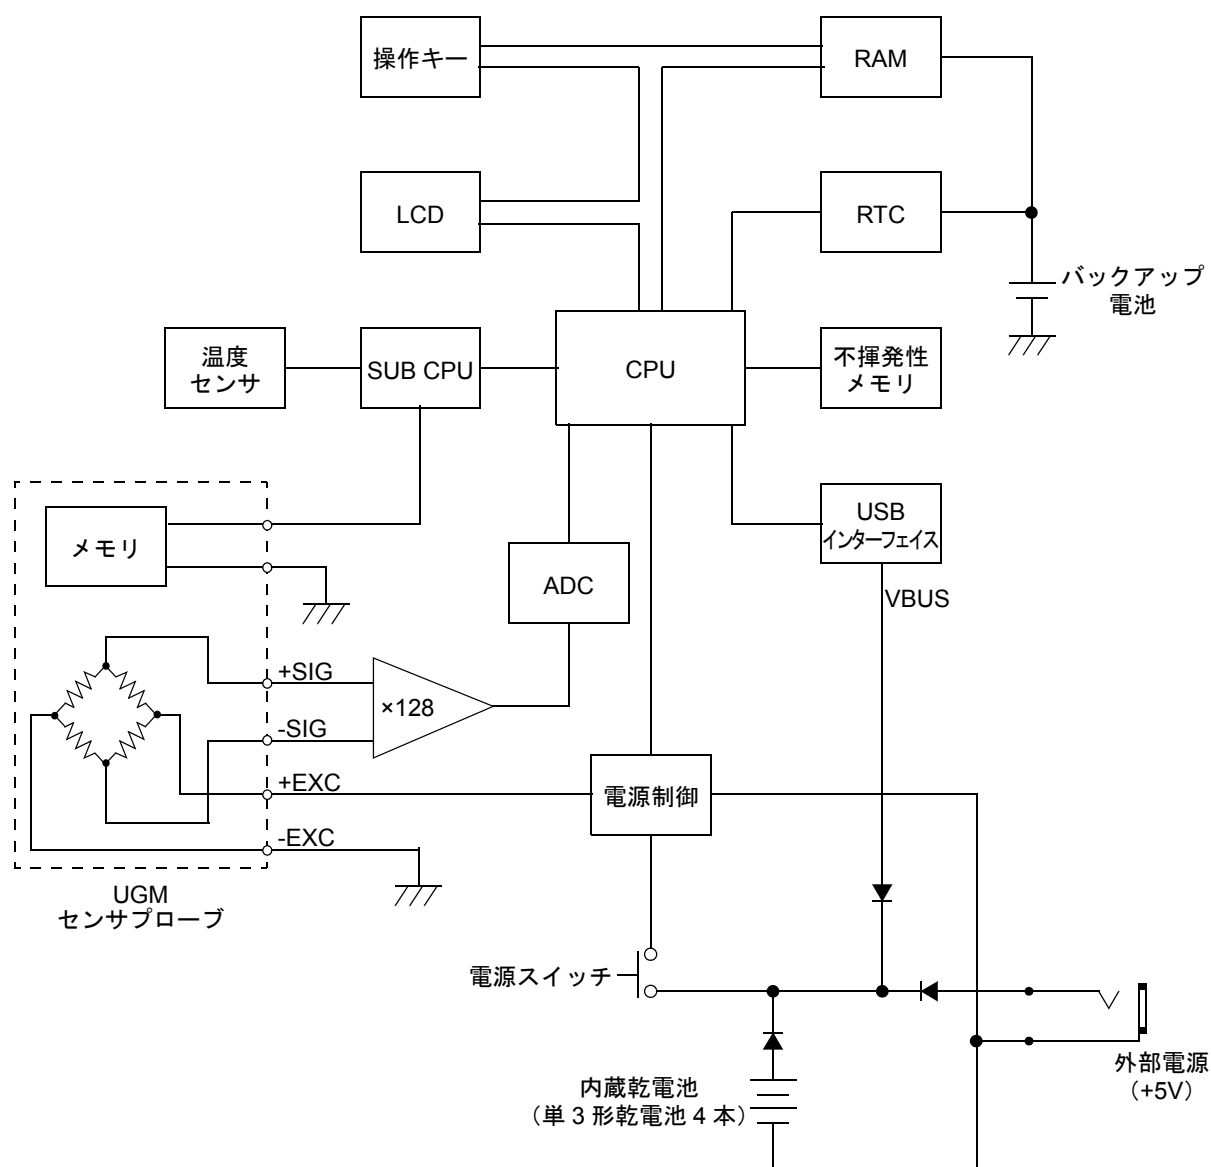 操作キー
RAM
LCD
RTC
バックアップ
電池
温度
センサ
SUB CPU
CPU
不揮発性
メモリ
メモリ
USB
インターフェイス
ADC
VBUS
+SIG
×128
-SIG
+EXC
電源制御
-EXC
UGM
センサプローブ
電源スイッチ
外部電源
（+5V）
内蔵乾電池
（単３形乾電池４本）